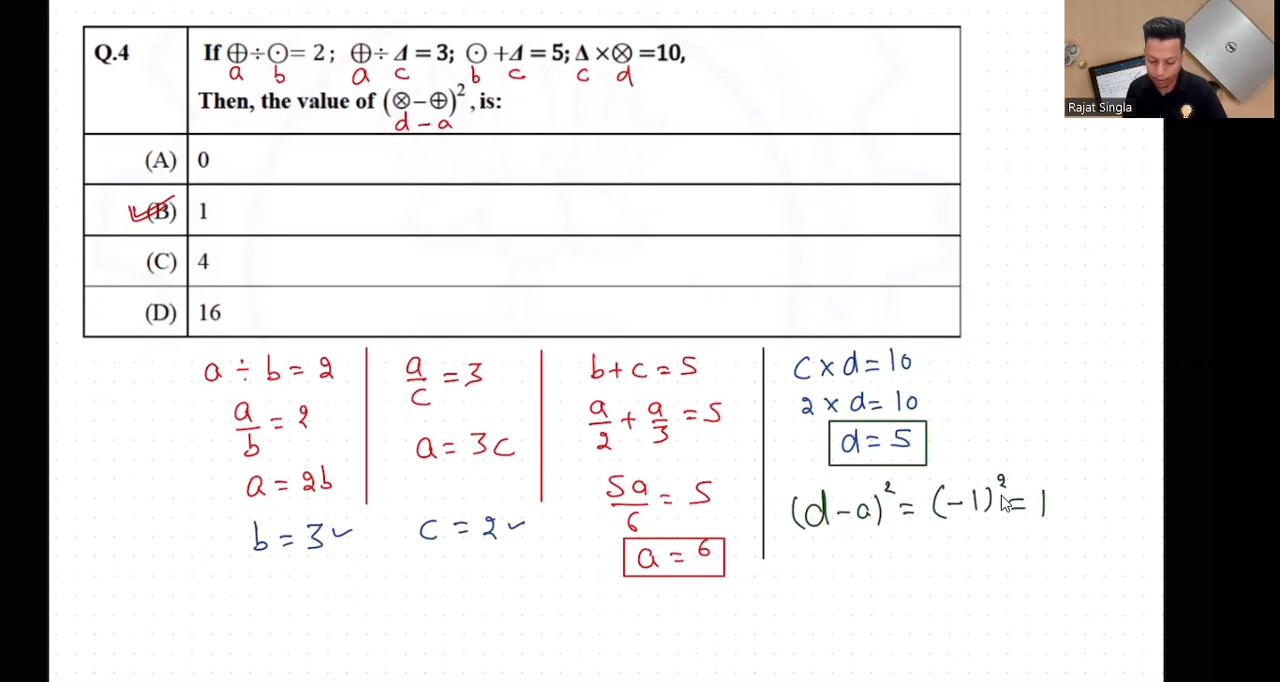 Q.4
If ⊕÷⊙= 2 ; ⊕÷ Δ = 3; ⊙ +Δ = 5; Δ ×⊗ =10,
a b a c b c c d
Then, the value of (⊗−⊕)², is:
d - a
(A) 0
(B) 1
(C) 4
(D) 16
a ÷ b = 2
a/b = 2
a = 2b
b = 3 ✓
a/c = 3
a = 3c
c = 2 ✓
b + c = 5
a/2 + a/3 = 5
5a/6 = 5
a = 6
c x d = 10
2 x d = 10
d = 5
(d - a)² = (-1)² = 1
Rajat Singla